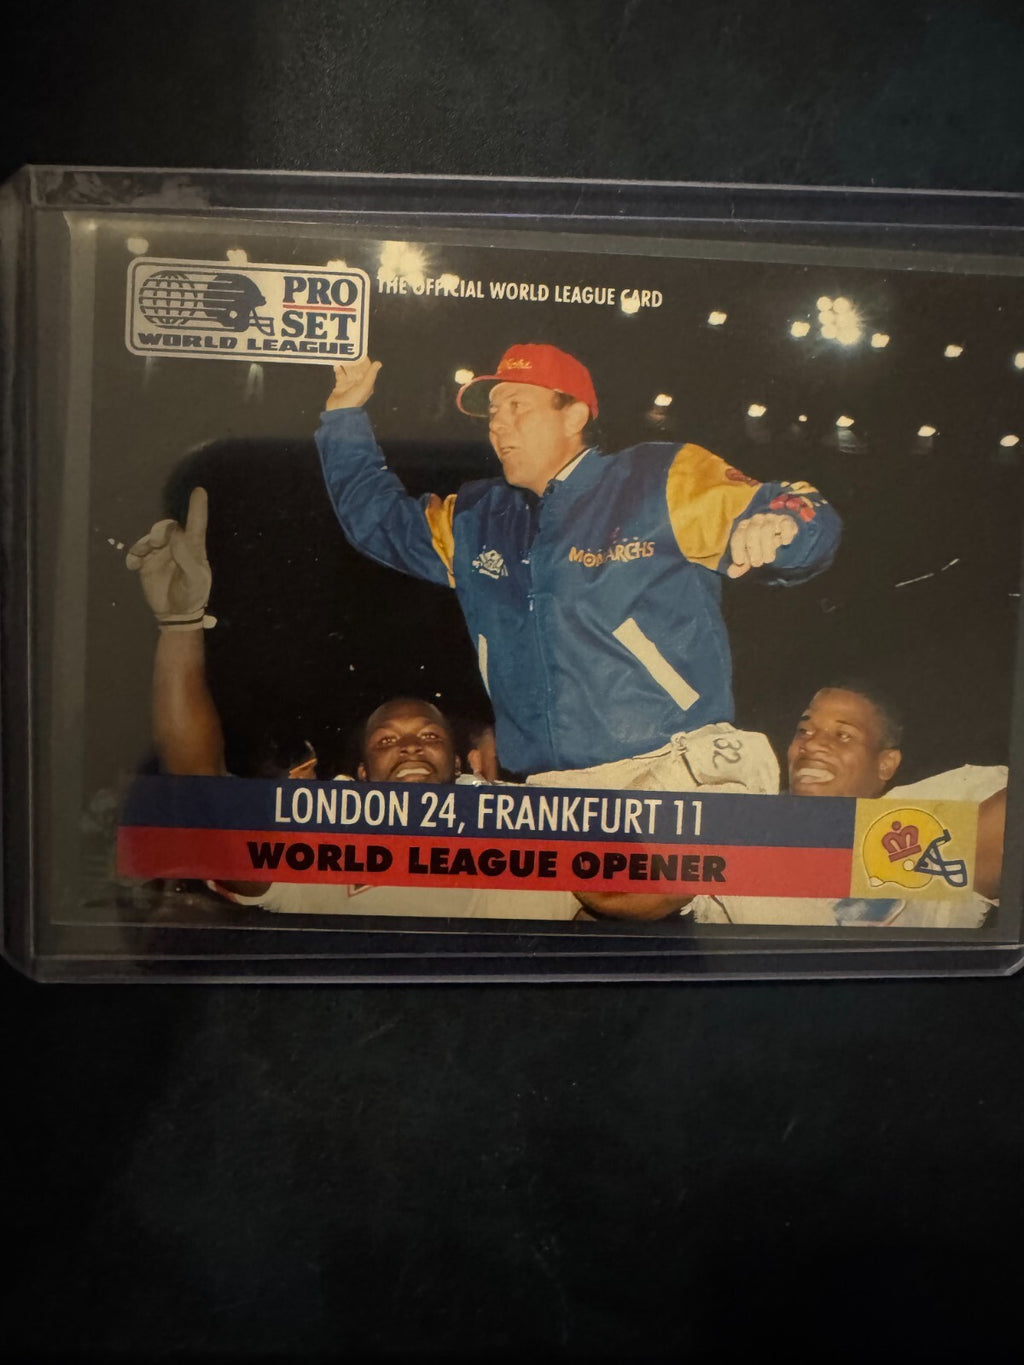 PRO
SET
WORLD LEAGUE
THE OFFICIAL WORLD LEAGUE CARD
MONARCHS
32
LONDON 24, FRANKFURT 11
WORLD LEAGUE OPENER